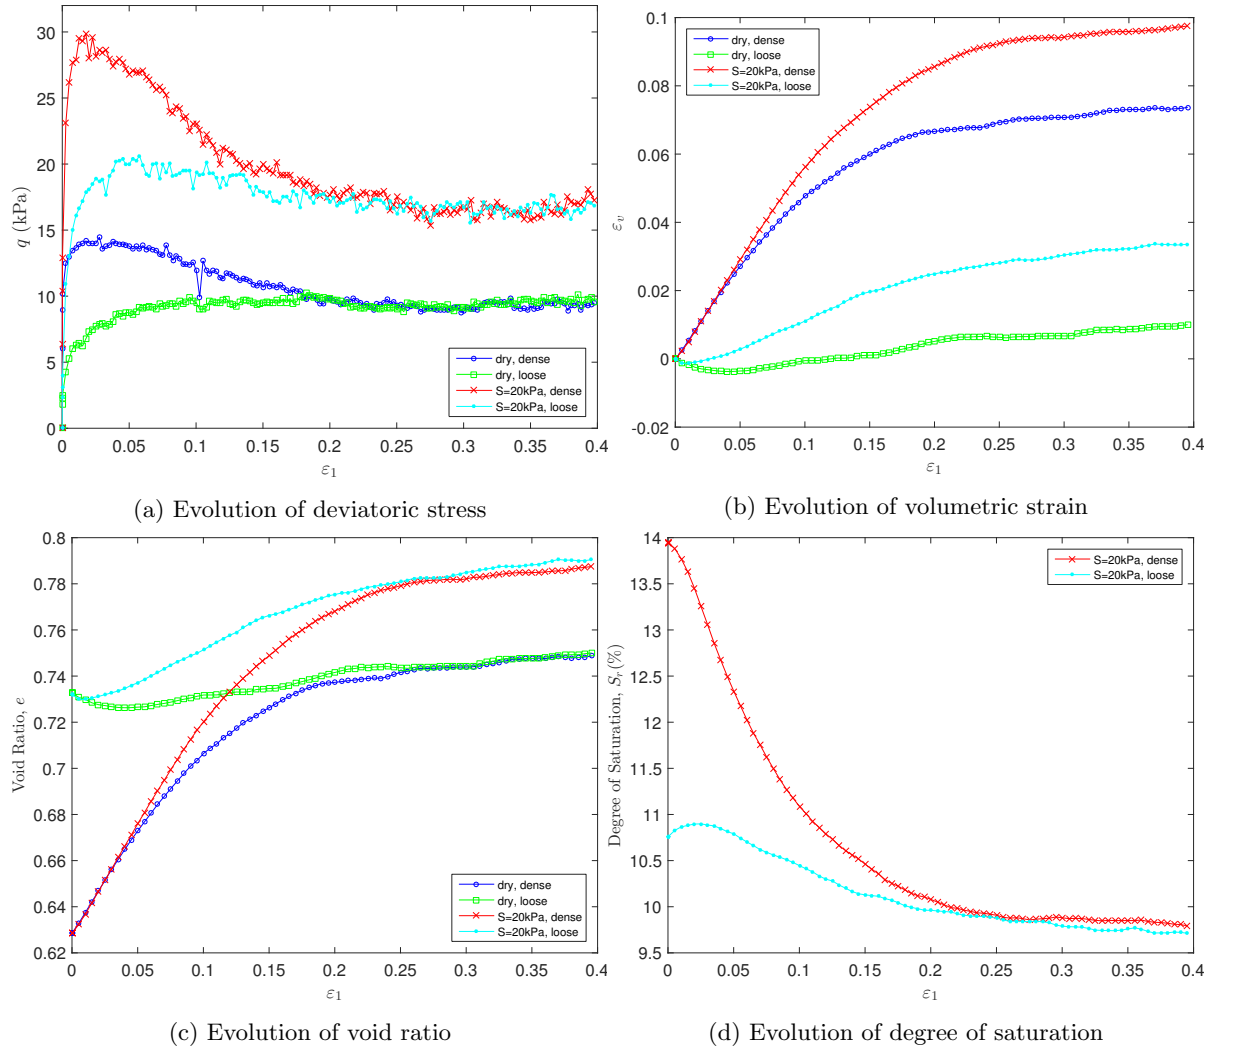 30
25
20
15
10
5
0
q (kPa)
dry, dense
dry, loose
S=20kPa, dense
S=20kPa, loose
0 0.05 0.1 0.15 0.2 0.25 0.3 0.35 0.4
ε₁
(a) Evolution of deviatoric stress
0.1
0.08
0.06
0.04
0.02
0
-0.02
εᵥ
dry, dense
dry, loose
S=20kPa, dense
S=20kPa, loose
0 0.05 0.1 0.15 0.2 0.25 0.3 0.35 0.4
ε₁
(b) Evolution of volumetric strain
0.8
0.78
0.76
0.74
0.72
0.7
0.68
0.66
0.64
0.62
Void Ratio, e
dry, dense
dry, loose
S=20kPa, dense
S=20kPa, loose
0 0.05 0.1 0.15 0.2 0.25 0.3 0.35 0.4
ε₁
(c) Evolution of void ratio
14
13.5
13
12.5
12
11.5
11
10.5
10
9.5
Degree of Saturation, Sᵣ (%)
S=20kPa, dense
S=20kPa, loose
0 0.05 0.1 0.15 0.2 0.25 0.3 0.35 0.4
ε₁
(d) Evolution of degree of saturation